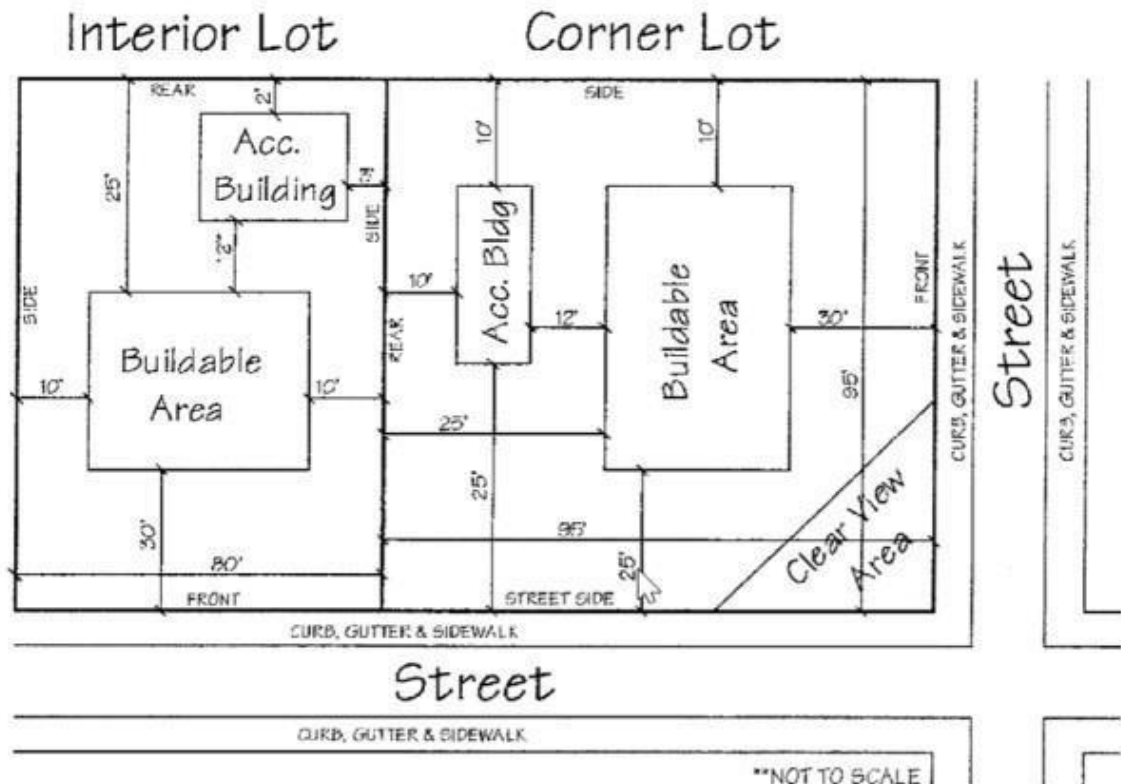 Interior Lot
Corner Lot
REAR
2'
Acc.
Building
25'
3'
SIDE
12'
SIDE
Buildable
Area
10'
10'
30'
80'
FRONT
SIDE
10'
10'
Acc. Bldg
10'
REAR
12'
Buildable
Area
30'
FRONT
95'
25'
25'
95'
25'
STREET SIDE
Clear View
Area
CURB, GUTTER & SIDEWALK
Street
CURB, GUTTER & SIDEWALK
CURB, GUTTER & SIDEWALK
Street
CURB, GUTTER & SIDEWALK
**NOT TO SCALE